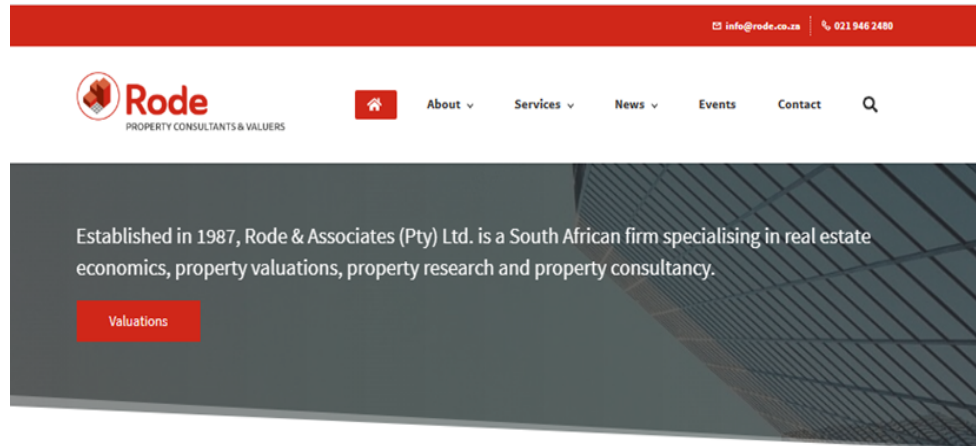 info@rode.co.za 021 946 2480
Rode
PROPERTY CONSULTANTS & VALUERS
About Services News Events Contact
Established in 1987, Rode & Associates (Pty) Ltd. is a South African firm specialising in real estate
economics, property valuations, property research and property consultancy.
Valuations